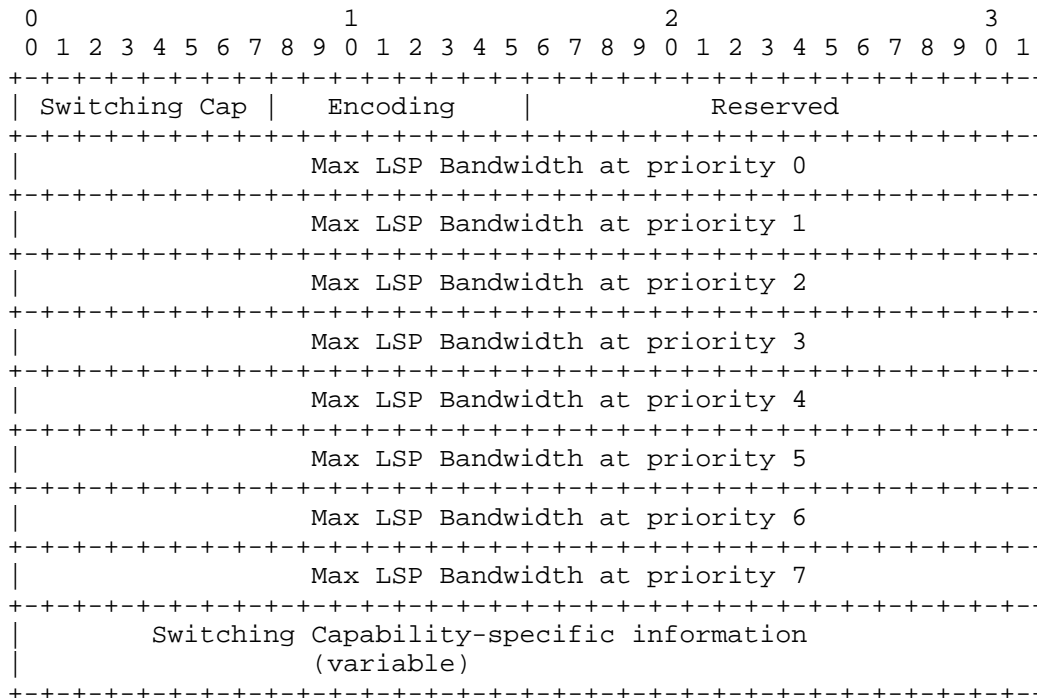 0                   1                   2                   3
 0 1 2 3 4 5 6 7 8 9 0 1 2 3 4 5 6 7 8 9 0 1 2 3 4 5 6 7 8 9 0 1
+-+-+-+-+-+-+-+-+-+-+-+-+-+-+-+-+-+-+-+-+-+-+-+-+-+-+-+-+-+-+-+--
| Switching Cap |   Encoding    |           Reserved
+-+-+-+-+-+-+-+-+-+-+-+-+-+-+-+-+-+-+-+-+-+-+-+-+-+-+-+-+-+-+-+--
|                  Max LSP Bandwidth at priority 0
+-+-+-+-+-+-+-+-+-+-+-+-+-+-+-+-+-+-+-+-+-+-+-+-+-+-+-+-+-+-+-+--
|                  Max LSP Bandwidth at priority 1
+-+-+-+-+-+-+-+-+-+-+-+-+-+-+-+-+-+-+-+-+-+-+-+-+-+-+-+-+-+-+-+--
|                  Max LSP Bandwidth at priority 2
+-+-+-+-+-+-+-+-+-+-+-+-+-+-+-+-+-+-+-+-+-+-+-+-+-+-+-+-+-+-+-+--
|                  Max LSP Bandwidth at priority 3
+-+-+-+-+-+-+-+-+-+-+-+-+-+-+-+-+-+-+-+-+-+-+-+-+-+-+-+-+-+-+-+--
|                  Max LSP Bandwidth at priority 4
+-+-+-+-+-+-+-+-+-+-+-+-+-+-+-+-+-+-+-+-+-+-+-+-+-+-+-+-+-+-+-+--
|                  Max LSP Bandwidth at priority 5
+-+-+-+-+-+-+-+-+-+-+-+-+-+-+-+-+-+-+-+-+-+-+-+-+-+-+-+-+-+-+-+--
|                  Max LSP Bandwidth at priority 6
+-+-+-+-+-+-+-+-+-+-+-+-+-+-+-+-+-+-+-+-+-+-+-+-+-+-+-+-+-+-+-+--
|                  Max LSP Bandwidth at priority 7
+-+-+-+-+-+-+-+-+-+-+-+-+-+-+-+-+-+-+-+-+-+-+-+-+-+-+-+-+-+-+-+--
|        Switching Capability-specific information
|                  (variable)
+-+-+-+-+-+-+-+-+-+-+-+-+-+-+-+-+-+-+-+-+-+-+-+-+-+-+-+-+-+-+-+--